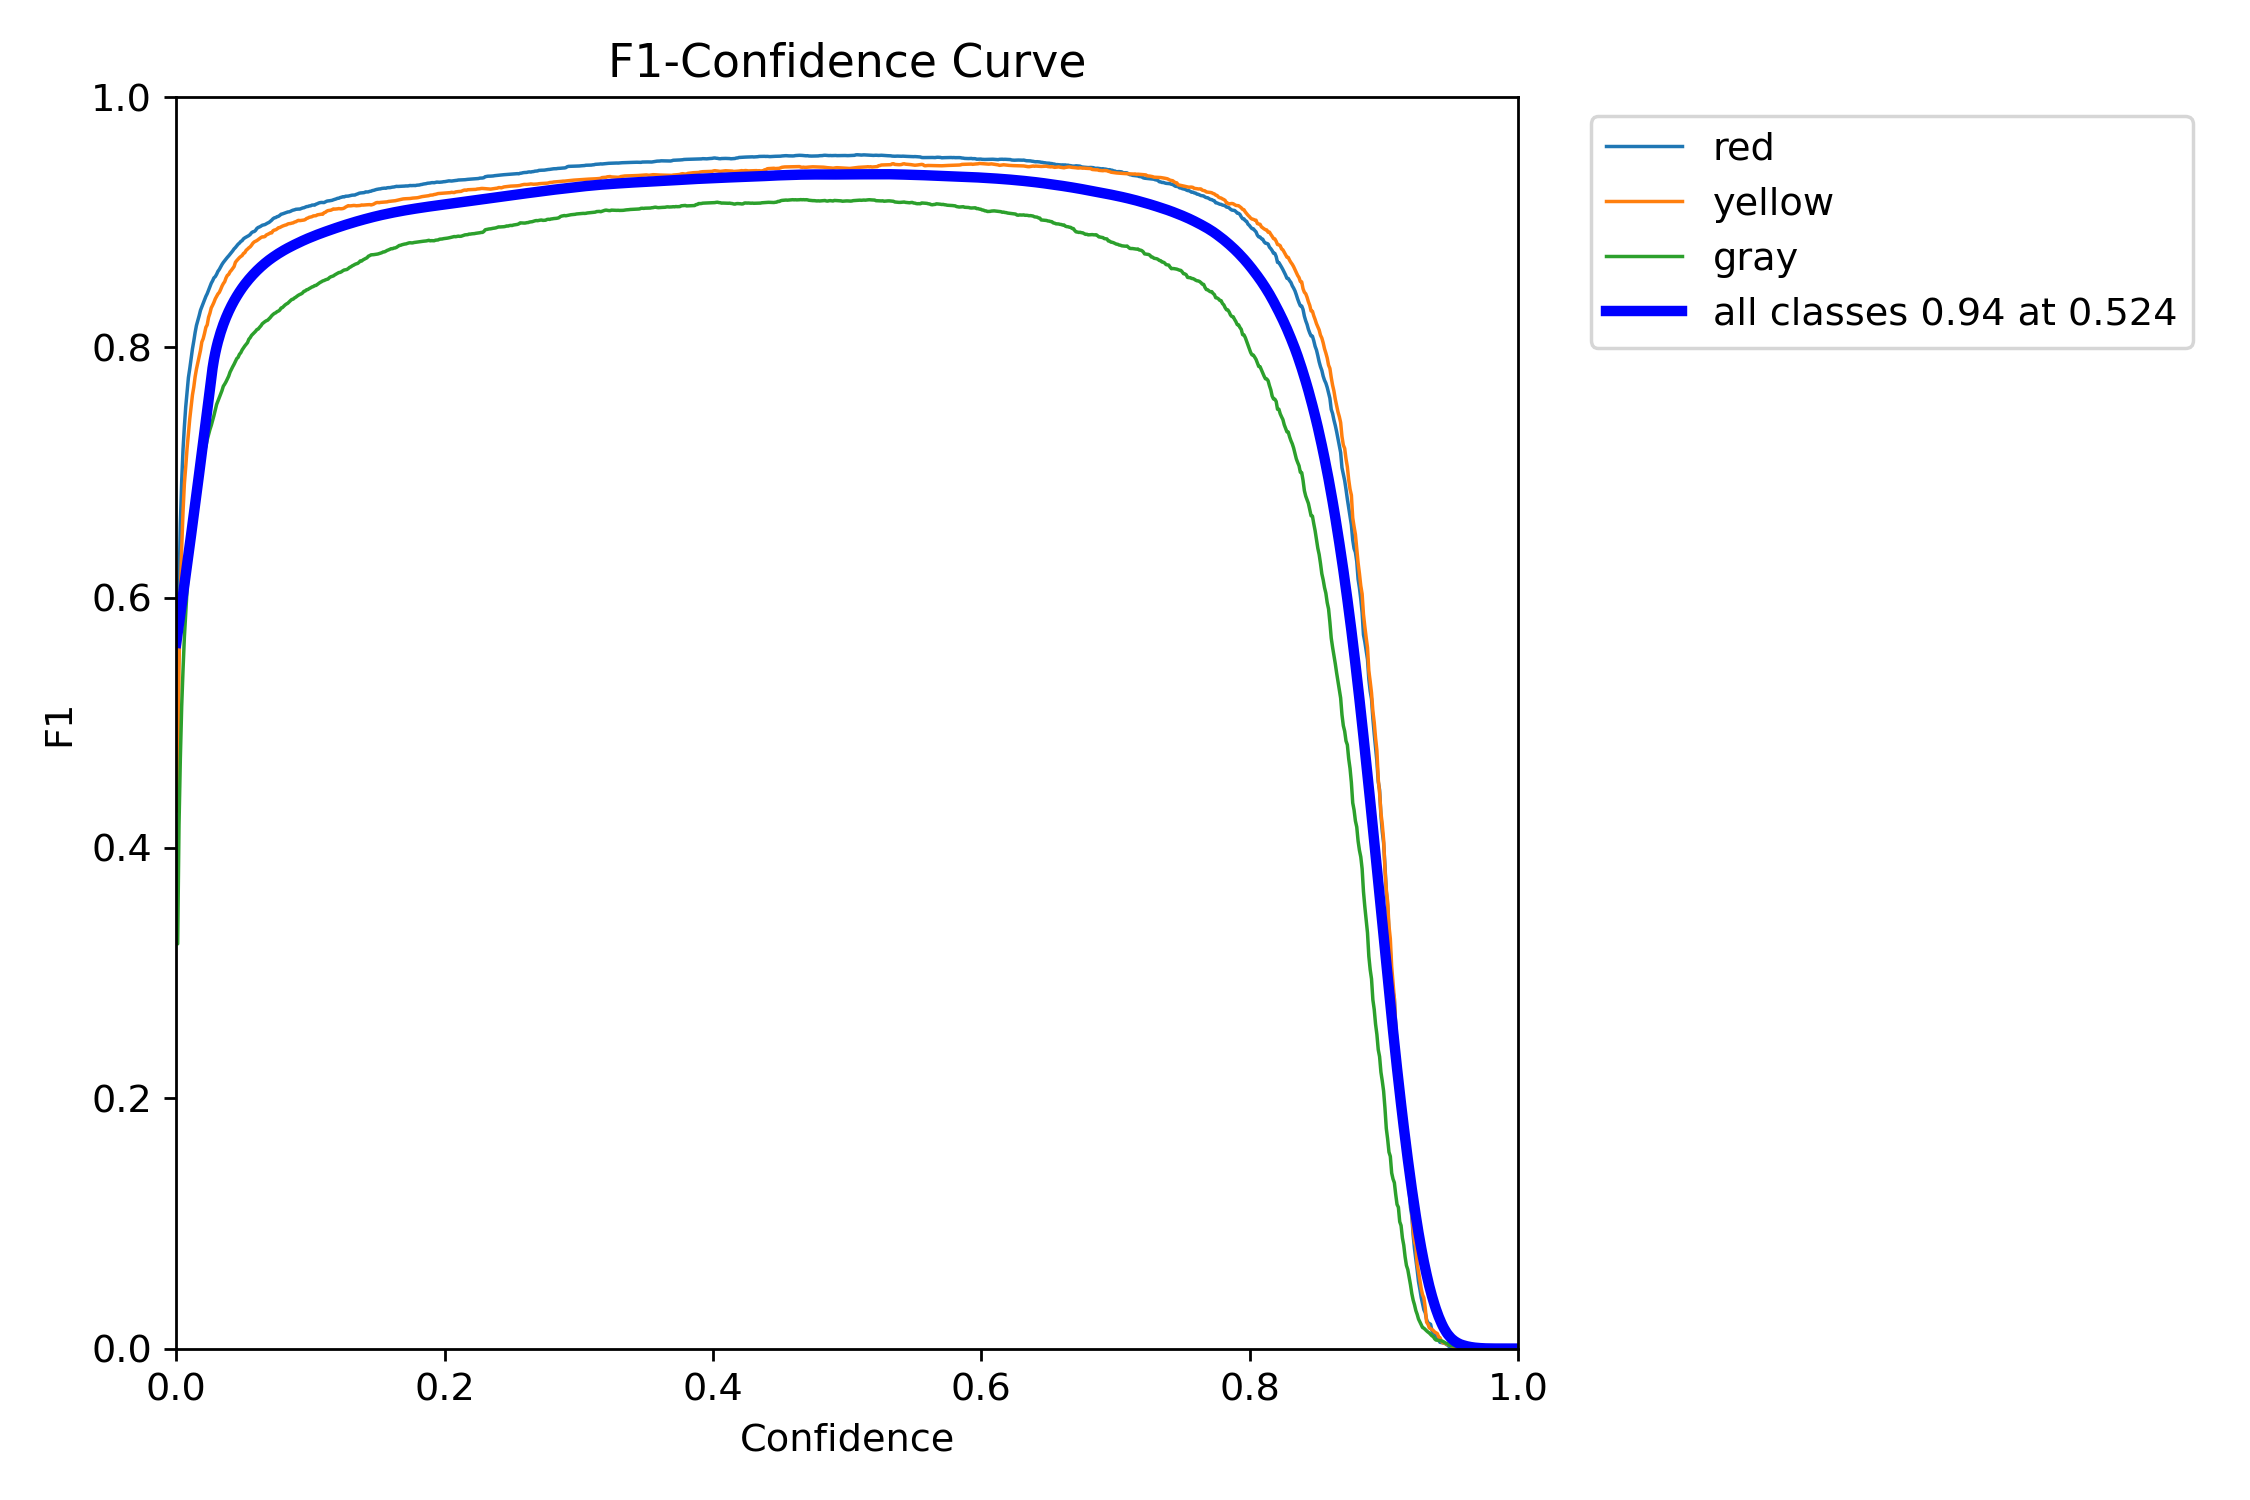 F1-Confidence Curve
1.0
0.8
0.6
0.4
0.2
0.0
F1
0.0 0.2 0.4 0.6 0.8 1.0
Confidence
red
yellow
gray
all classes 0.94 at 0.524